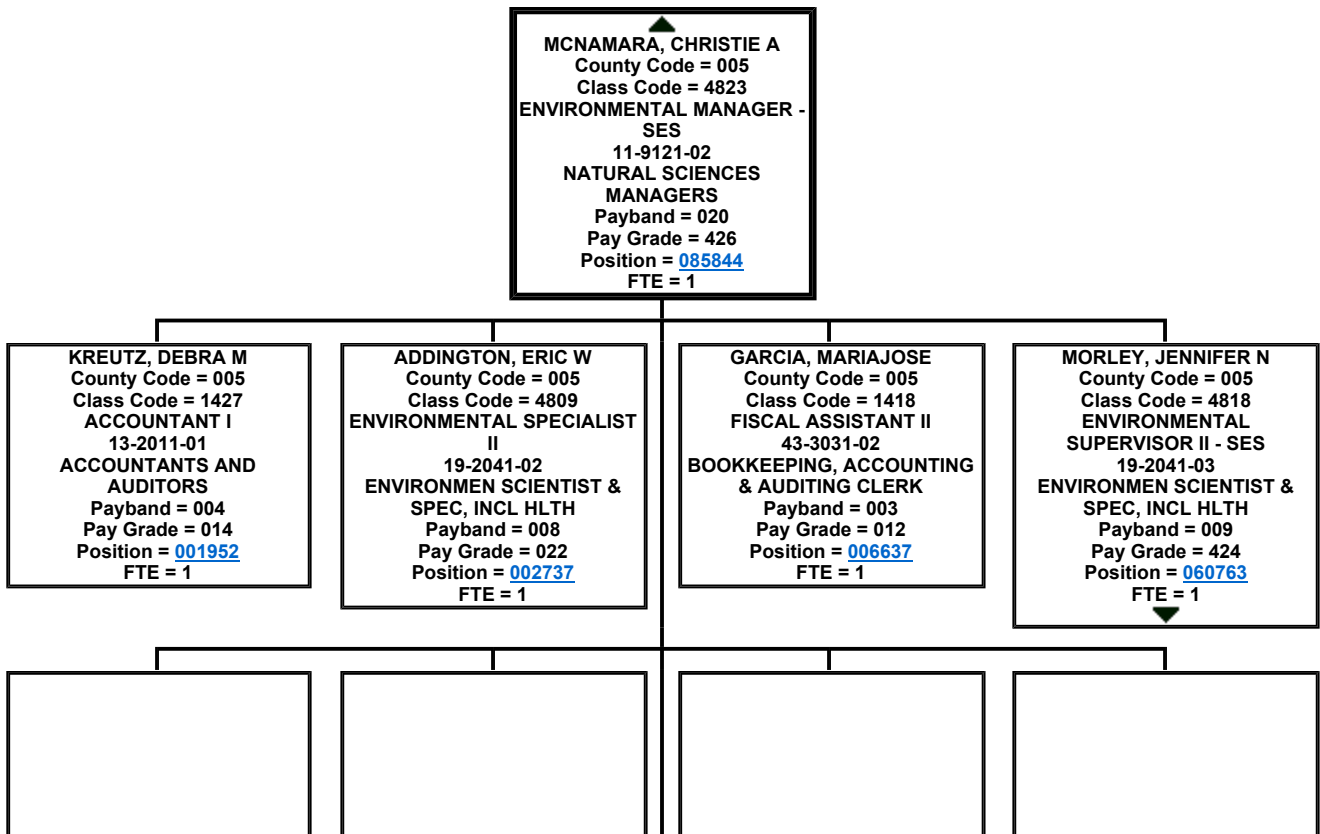 MCNAMARA, CHRISTIE A
County Code = 005
Class Code = 4823
ENVIRONMENTAL MANAGER -
SES
11-9121-02
NATURAL SCIENCES
MANAGERS
Payband = 020
Pay Grade = 426
Position = 085844
FTE = 1
KREUTZ, DEBRA M
County Code = 005
Class Code = 1427
ACCOUNTANT I
13-2011-01
ACCOUNTANTS AND
AUDITORS
Payband = 004
Pay Grade = 014
Position = 001952
FTE = 1
ADDINGTON, ERIC W
County Code = 005
Class Code = 4809
ENVIRONMENTAL SPECIALIST
II
19-2041-02
ENVIRONMEN SCIENTIST &
SPEC, INCL HLTH
Payband = 008
Pay Grade = 022
Position = 002737
FTE = 1
GARCIA, MARIAJOSE
County Code = 005
Class Code = 1418
FISCAL ASSISTANT II
43-3031-02
BOOKKEEPING, ACCOUNTING
& AUDITING CLERK
Payband = 003
Pay Grade = 012
Position = 006637
FTE = 1
MORLEY, JENNIFER N
County Code = 005
Class Code = 4818
ENVIRONMENTAL
SUPERVISOR II - SES
19-2041-03
ENVIRONMEN SCIENTIST &
SPEC, INCL HLTH
Payband = 009
Pay Grade = 424
Position = 060763
FTE = 1